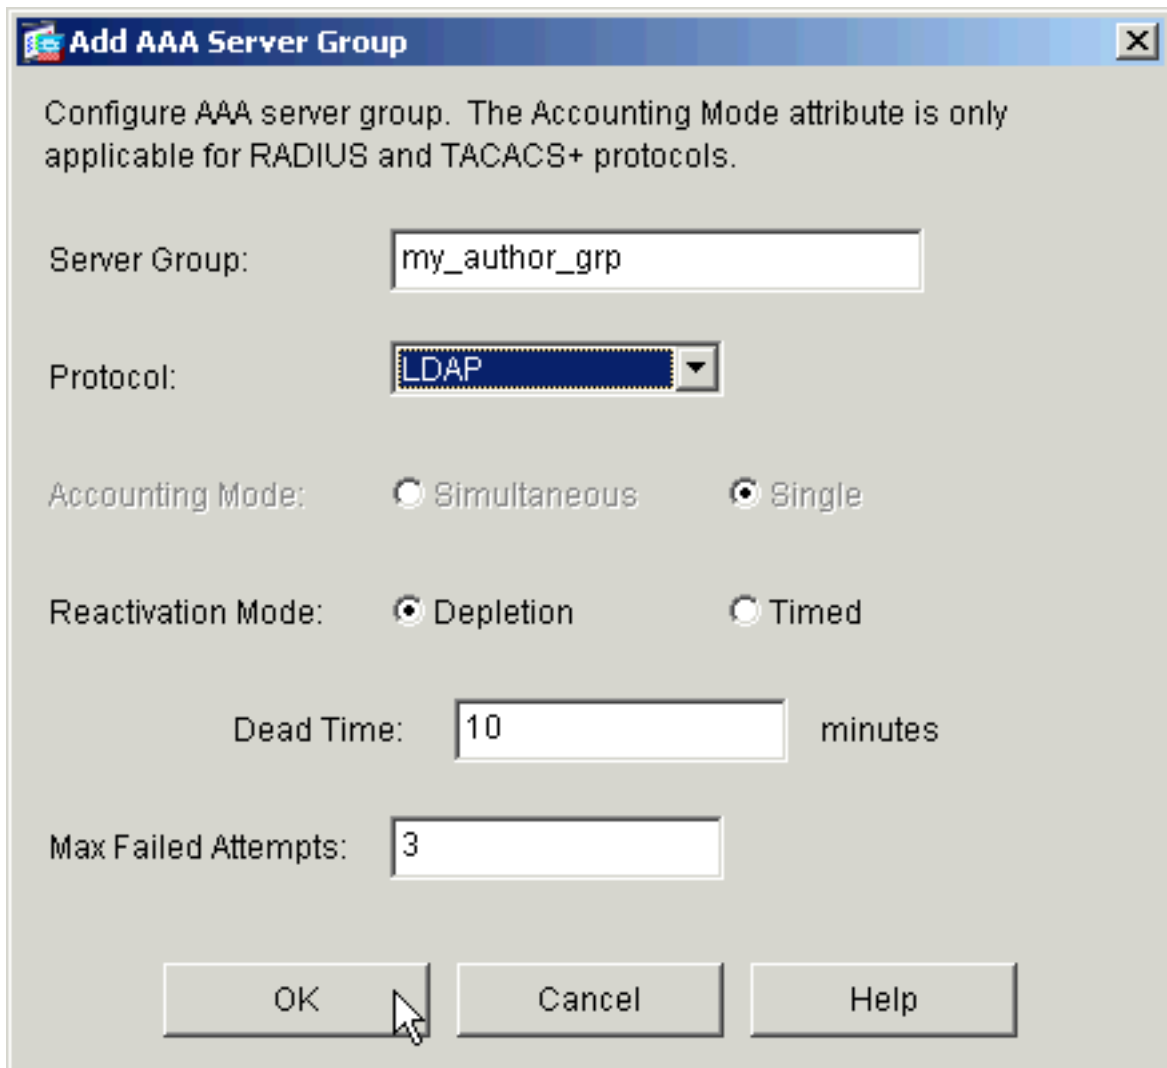 Add AAA Server Group
Configure AAA server group. The Accounting Mode attribute is only
applicable for RADIUS and TACACS+ protocols.
Server Group: my_author_grp
Protocol: LDAP
Accounting Mode: Simultaneous Single
Reactivation Mode: Depletion Timed
Dead Time: 10 minutes
Max Failed Attempts: 3
OK Cancel Help